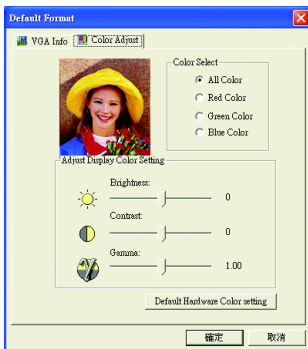 Default Format
VGA Info
Color Adjust
Color Select
All Color
Red Color
Green Color
Blue Color
Adjust Display Color Setting
Brightness:
0
Contrast:
0
Gamma:
1.00
Default Hardware Color setting
確定
取消